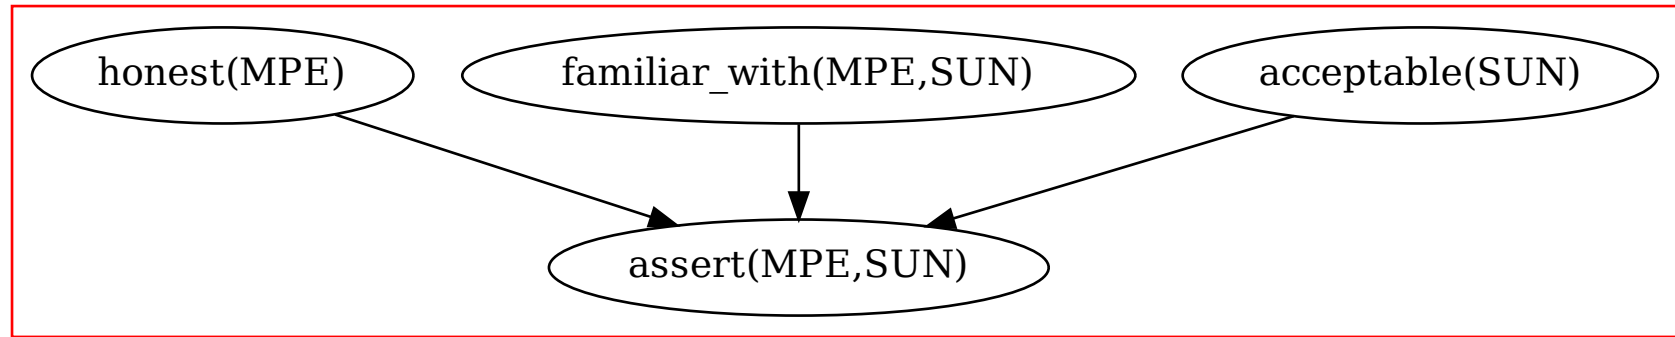 honest(MPE)
familiar_with(MPE,SUN)
acceptable(SUN)
assert(MPE,SUN)